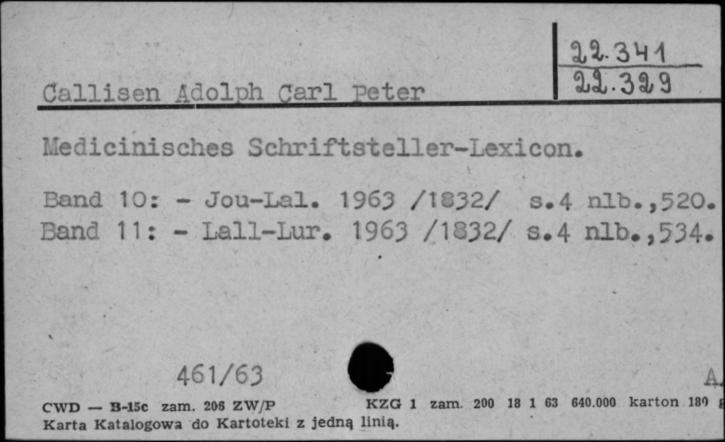 22.341
22.329
Callisen Adolph Carl Peter
Medicinisches Schriftsteller-Lexicon.
Band 10: - Jou-Lal. 1963 /1832/ s.4 nlb.,520.
Band 11: - Lall-Lur. 1963 /1832/ s.4 nlb.,534.
461/63
A.
CWD — B-15c zam. 206 ZW/P KZG 1 zam. 200 18 1 63 640.000 karton 180 g
Karta Katalogowa do Kartoteki z jedną linią.